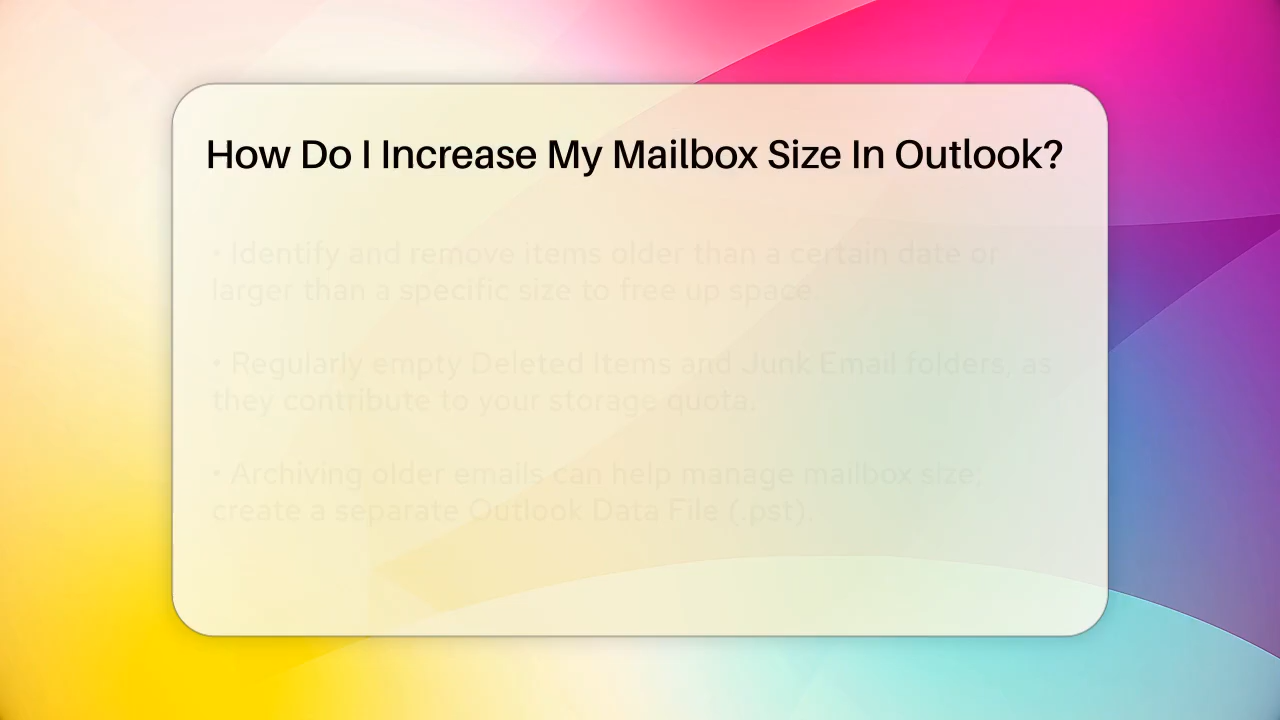 How Do I Increase My Mailbox Size In Outlook?
• Identify and remove items older than a certain date or
larger than a specific size to free up space.
• Regularly empty Deleted Items and Junk Email folders, as
they contribute to your storage quota.
• Archiving older emails can help manage mailbox size,
create a separate Outlook Data File (.pst).